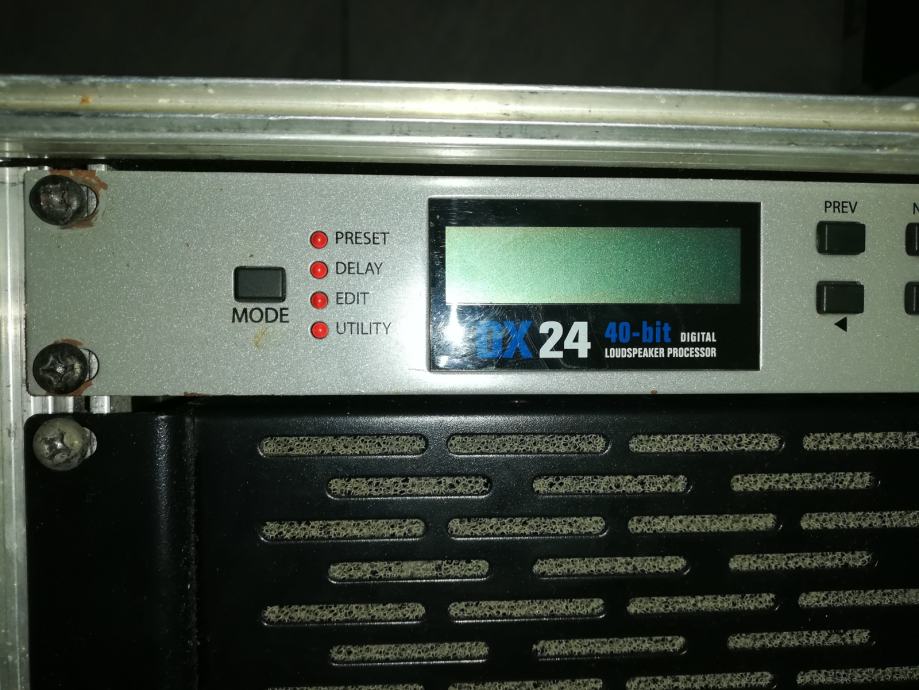 PREV
N
PRESET
DELAY
EDIT
UTILITY
MODE
DX24 40-bit DIGITAL
LOUDSPEAKER PROCESSOR